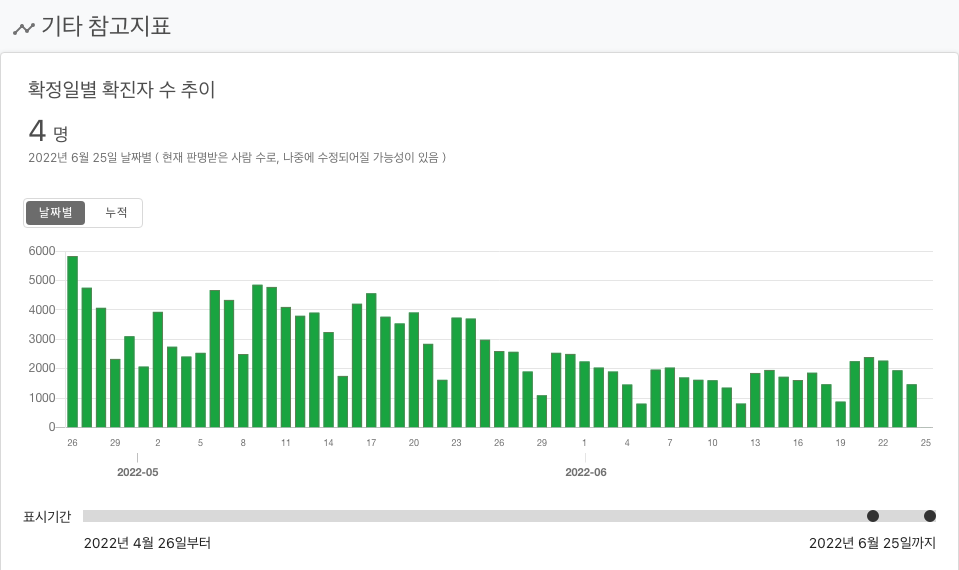 기타 참고지표
확정일별 확진자 수 추이
4 명
2022년 6월 25일 날짜별 ( 현재 판명받은 사람 수로, 나중에 수정되어질 가능성이 있음 )
날짜별 누적
6000
5000
4000
3000
2000
1000
0
26 29 2 5 8 11 14 17 20 23 26 29 1 4 7 10 13 16 19 22 25
2022-05 2022-06
표시기간
2022년 4월 26일부터 2022년 6월 25일까지